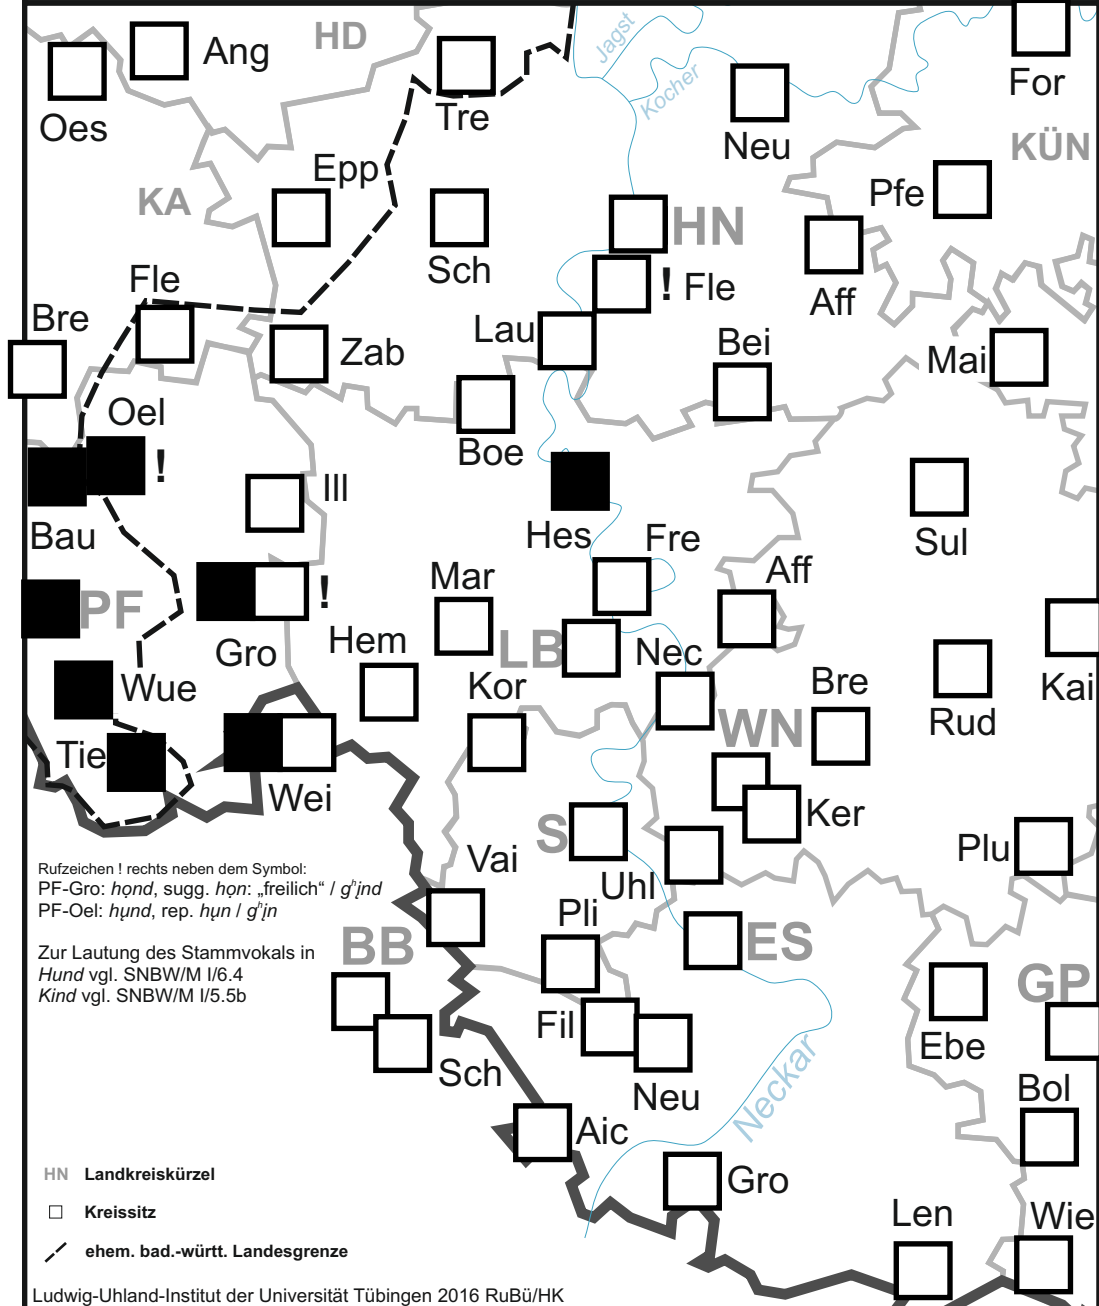 HD
Jagst
Ang
Oes
Tre
Kocher
For
Neu
KÜN
Epp
KA
Pfe
HN
Sch
Fle
! Fle
Aff
Bre
Lau
Zab
Bei
Mai
Oel
!
Boe
Ill
Bau
Hes
Sul
Fre
Aff
Mar
PF
!
Gro
Hem
LB
Nec
Kai
Wue
Kor
Bre
Rud
WN
Tie
Wei
Ker
S
Plu
Vai
Uhl
Rufzeichen ! rechts neben dem Symbol:
PF-Gro: họnd, sugg. họn: „freilich“ / gʰịnd
PF-Oel: hụnd, rep. hụn / gʰịn
Zur Lautung des Stammvokals in
Hund vgl. SNBW/M I/6.4
Kind vgl. SNBW/M I/5.5b
Pli
BB
ES
GP
Fil
Ebe
Sch
Neu
Neckar
Bol
Aic
HN Landkreiskürzel
Gro
Kreissitz
Len
Wie
ehem. bad.-württ. Landesgrenze
Ludwig-Uhland-Institut der Universität Tübingen 2016 RuBü/HK